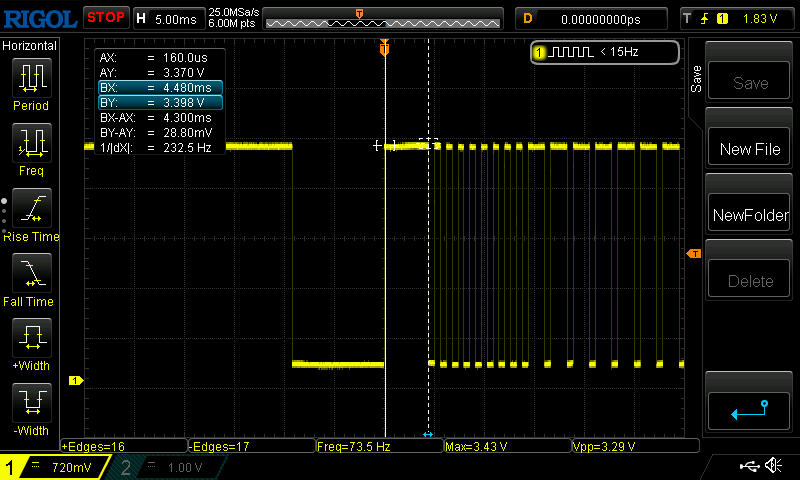 RIGOL STOP H 5.00ms 25.0MSa/s 6.00M pts T D 0.00000000ps T 1 1.83 V
Horizontal
Period
Freq
Rise Time
Fall Time
+Width
-Width
AX: = 160.0us
AY: = 3.370 V
BX: = 4.480ms
BY: = 3.398 V
BX-AX: = 4.300ms
BY-AY: = 28.80mV
1/|dX|: = 232.5 Hz
T
1 < 15Hz
T
1
Save
Save
New File
NewFolder
Delete
+Edges=16 -Edges=17 Freq=73.5 Hz Max=3.43 V Vpp=3.29 V
1 = 720mV 2 = 1.00 V